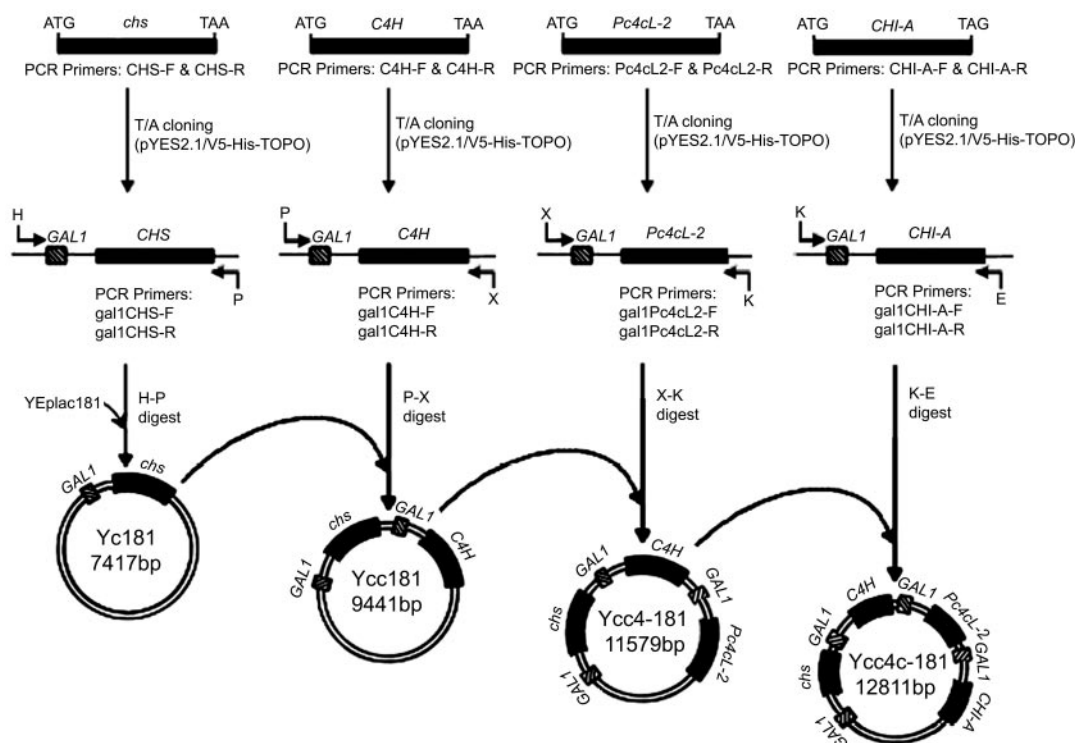 ATG chs TAA
PCR Primers: CHS-F & CHS-R
T/A cloning
(pYES2.1/V5-His-TOPO)
H
GAL1 CHS
P
PCR Primers:
gal1CHS-F
gal1CHS-R
YEplac181
H-P
digest
GAL1
chs
Yc181
7417bp
ATG C4H TAA
PCR Primers: C4H-F & C4H-R
T/A cloning
(pYES2.1/V5-His-TOPO)
P
GAL1 C4H
X
PCR Primers:
gal1C4H-F
gal1C4H-R
P-X
digest
GAL1
chs
GAL1
C4H
Ycc181
9441bp
ATG Pc4cL-2 TAA
PCR Primers: Pc4cL2-F & Pc4cL2-R
T/A cloning
(pYES2.1/V5-His-TOPO)
X
GAL1 Pc4cL-2
K
PCR Primers:
gal1Pc4cL2-F
gal1Pc4cL2-R
X-K
digest
GAL1
chs
GAL1
C4H
GAL1
Pc4cL-2
Ycc4-181
11579bp
ATG CHI-A TAG
PCR Primers: CHI-A-F & CHI-A-R
T/A cloning
(pYES2.1/V5-His-TOPO)
K
GAL1 CHI-A
E
PCR Primers:
gal1CHI-A-F
gal1CHI-A-R
K-E
digest
GAL1
chs
GAL1
C4H
GAL1
Pc4cL-2
GAL1
CHI-A
Ycc4c-181
12811bp